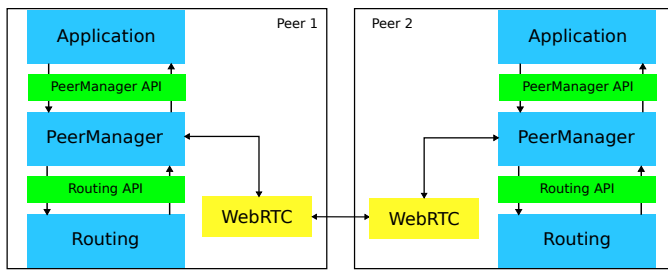 Peer 1
Application
PeerManager API
PeerManager
Routing API
WebRTC
Routing
Peer 2
Application
PeerManager API
PeerManager
Routing API
WebRTC
Routing